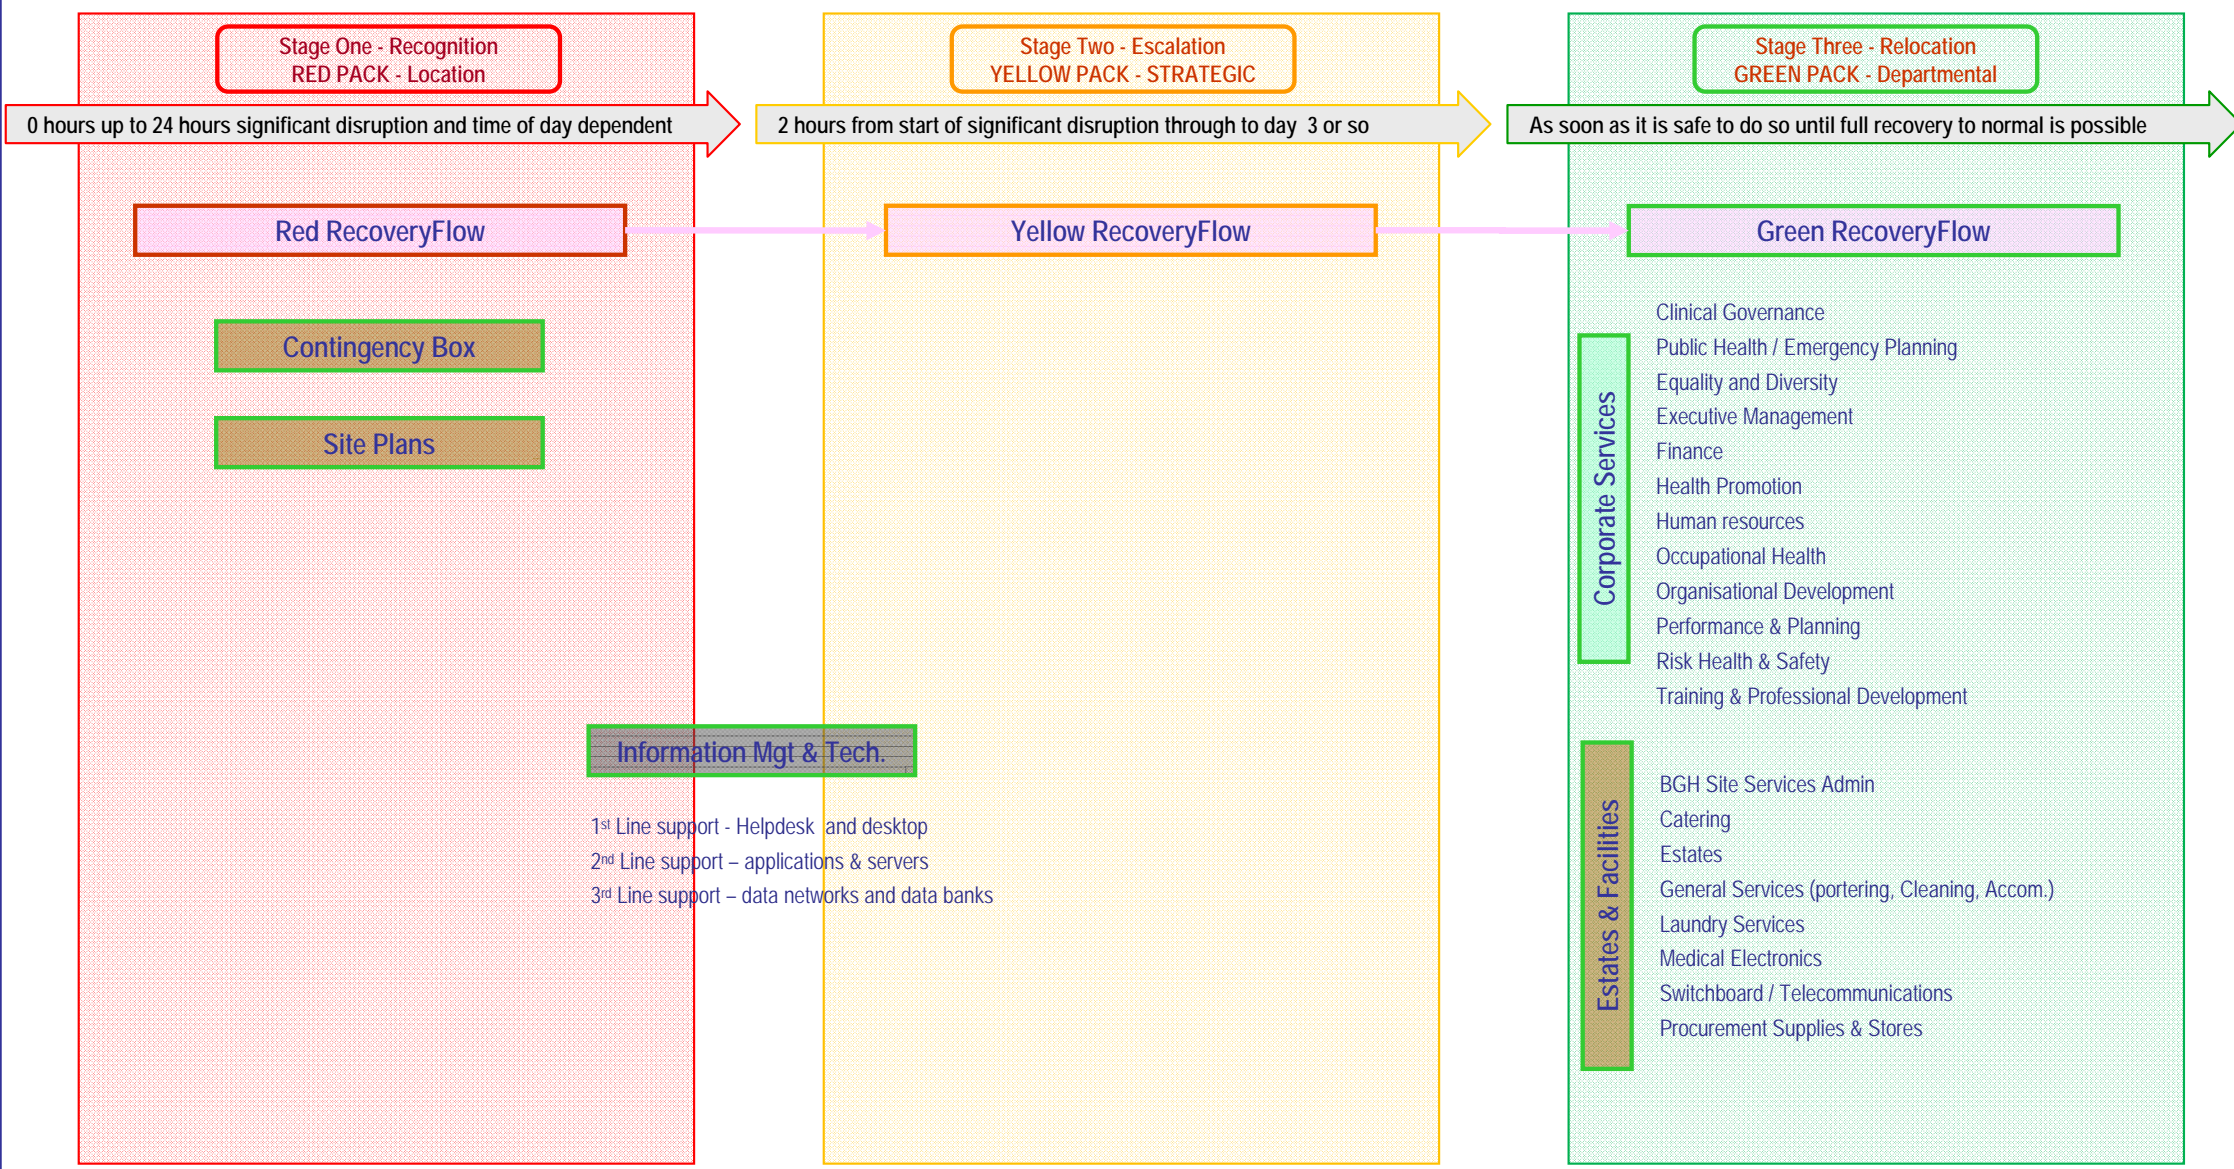 Stage One - Recognition
RED PACK - Location
0 hours up to 24 hours significant disruption and time of day dependent
Red RecoveryFlow
Contingency Box
Site Plans
Stage Two - Escalation
YELLOW PACK - STRATEGIC
2 hours from start of significant disruption through to day 3 or so
Yellow RecoveryFlow
Information Mgt & Tech.
1st Line support - Helpdesk and desktop
2nd Line support – applications & servers
3rd Line support – data networks and data banks
Stage Three - Relocation
GREEN PACK - Departmental
As soon as it is safe to do so until full recovery to normal is possible
Green RecoveryFlow
Corporate Services
Clinical Governance
Public Health / Emergency Planning
Equality and Diversity
Executive Management
Finance
Health Promotion
Human resources
Occupational Health
Organisational Development
Performance & Planning
Risk Health & Safety
Training & Professional Development
Estates & Facilities
BGH Site Services Admin
Catering
Estates
General Services (portering, Cleaning, Accom.)
Laundry Services
Medical Electronics
Switchboard / Telecommunications
Procurement Supplies & Stores